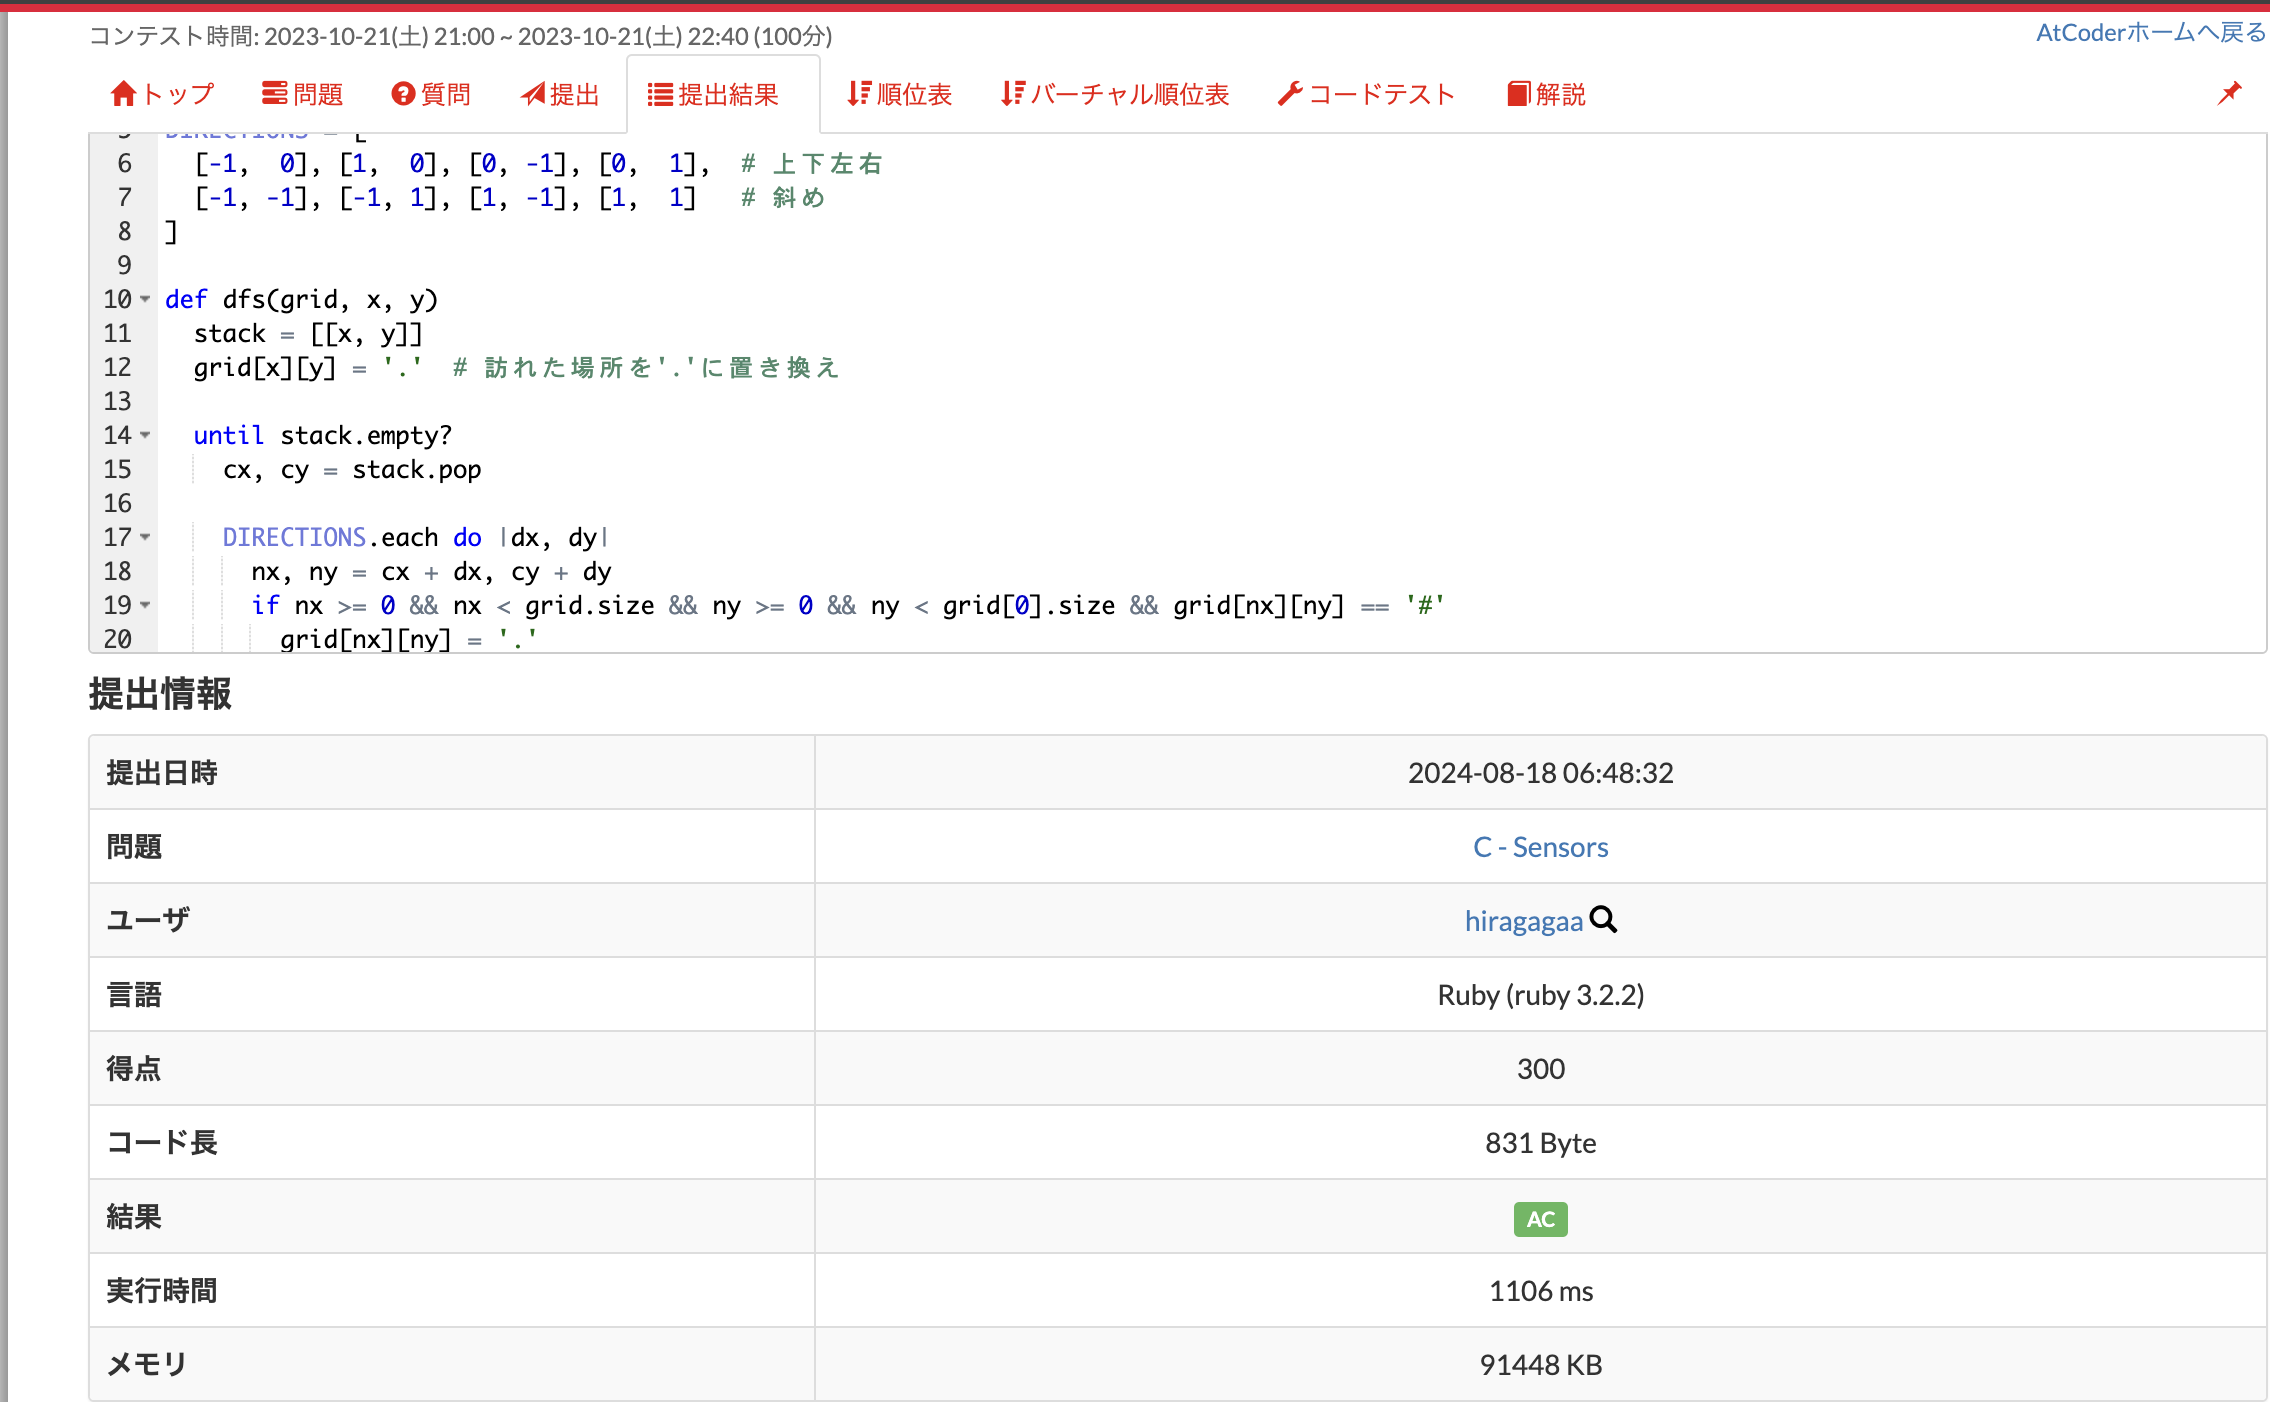 コンテスト時間: 2023-10-21(土) 21:00 ~ 2023-10-21(土) 22:40 (100分)
AtCoderホームへ戻る
トップ 問題 質問 提出 提出結果 順位表 バーチャル順位表 コードテスト 解説
5 DIRECTIONS = [
6 [-1,  0], [1,  0], [0, -1], [0,  1],  # 上下左右
7 [-1, -1], [-1, 1], [1, -1], [1,  1]   # 斜め
8 ]
9
10 def dfs(grid, x, y)
11 stack = [[x, y]]
12 grid[x][y] = '.'  # 訪れた場所を'.'に置き換え
13
14 until stack.empty?
15 cx, cy = stack.pop
16
17 DIRECTIONS.each do |dx, dy|
18 nx, ny = cx + dx, cy + dy
19 if nx >= 0 && nx < grid.size && ny >= 0 && ny < grid[0].size && grid[nx][ny] == '#'
20 grid[nx][ny] = '.'
提出情報
提出日時 2024-08-18 06:48:32
問題 C - Sensors
ユーザ hiragagaa
言語 Ruby (ruby 3.2.2)
得点 300
コード長 831 Byte
結果 AC
実行時間 1106 ms
メモリ 91448 KB